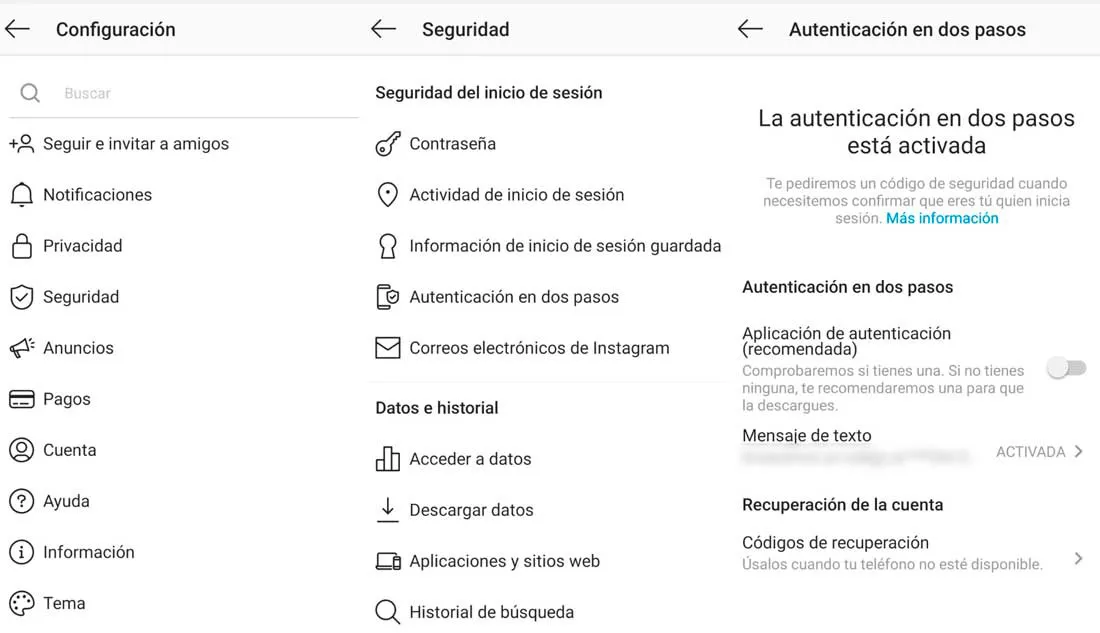 Configuración
Buscar
Seguir e invitar a amigos
Notificaciones
Privacidad
Seguridad
Anuncios
Pagos
Cuenta
Ayuda
Información
Tema
Seguridad
Seguridad del inicio de sesión
Contraseña
Actividad de inicio de sesión
Información de inicio de sesión guardada
Autenticación en dos pasos
Correos electrónicos de Instagram
Datos e historial
Acceder a datos
Descargar datos
Aplicaciones y sitios web
Historial de búsqueda
Autenticación en dos pasos
La autenticación en dos pasos
está activada
Te pediremos un código de seguridad cuando
necesitemos confirmar que eres tú quien inicia
sesión. Más información
Autenticación en dos pasos
Aplicación de autenticación
(recomendada)
Comprobaremos si tienes una. Si no tienes
ninguna, te recomendaremos una para que
la descargues.
Mensaje de texto
ACTIVADA
Recuperación de la cuenta
Códigos de recuperación
Úsalos cuando tu teléfono no esté disponible.